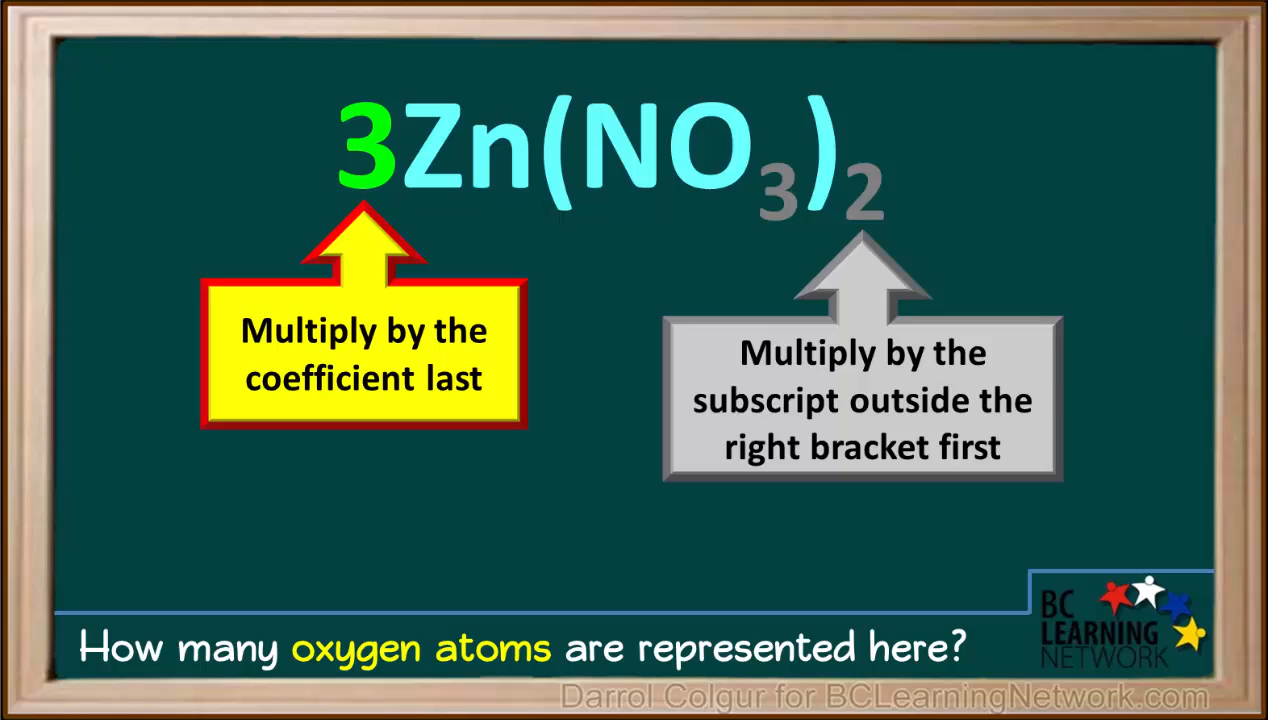 3Zn(NO₃)₂
Multiply by the
coefficient last
Multiply by the
subscript outside the
right bracket first
How many oxygen atoms are represented here?
BC
LEARNING
NETWORK
Darrol Colgur for BCLearningNetwork.com